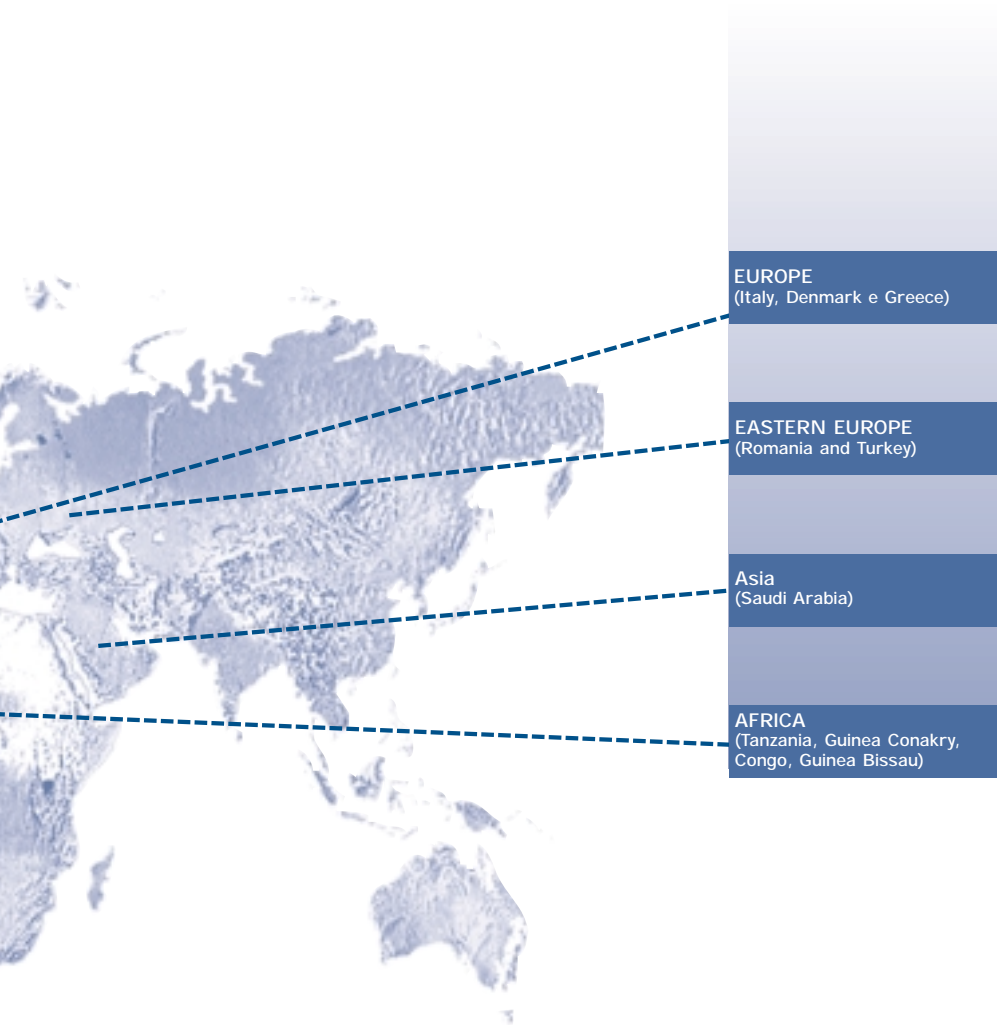 EUROPE
(Italy, Denmark e Greece)
EASTERN EUROPE
(Romania and Turkey)
Asia
(Saudi Arabia)
AFRICA
(Tanzania, Guinea Conakry,
Congo, Guinea Bissau)